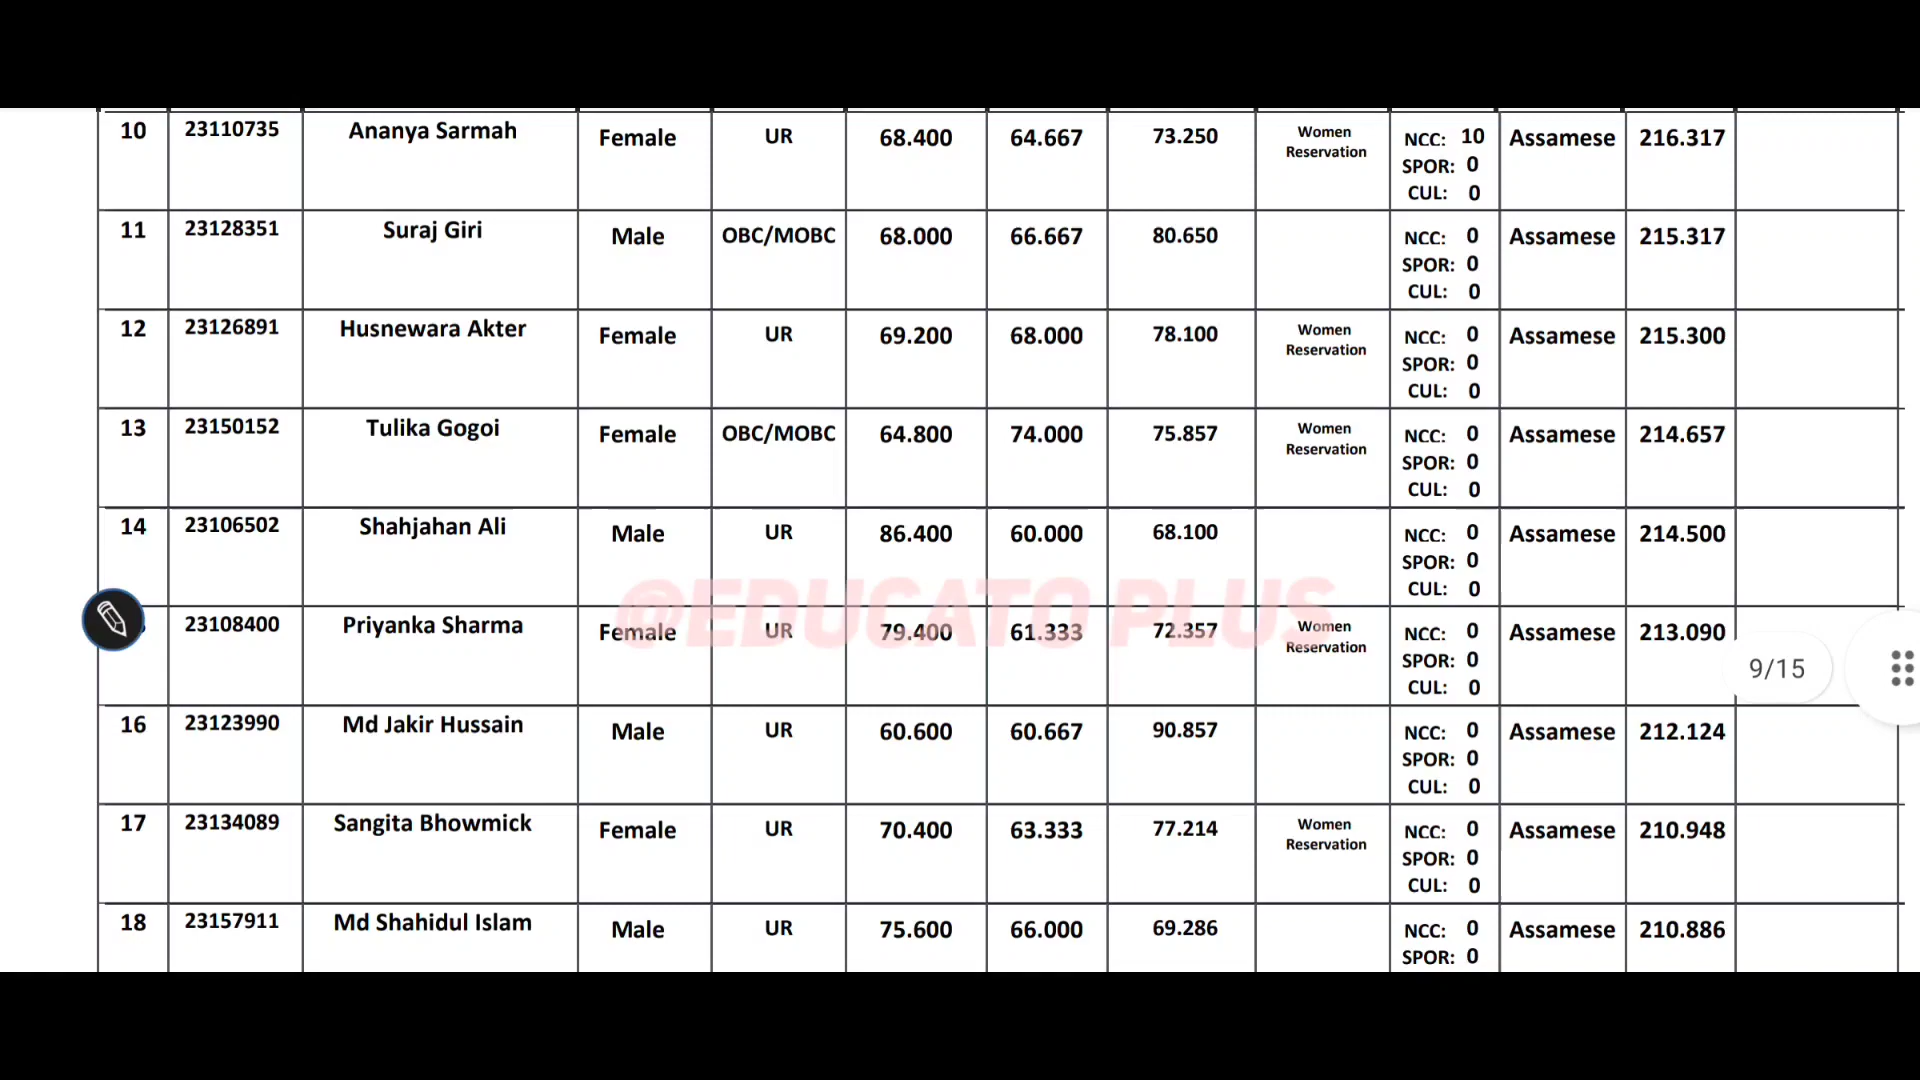 10 23110735 Ananya Sarmah Female UR 68.400 64.667 73.250 Women Reservation NCC: 10 Assamese 216.317
SPOR: 0
CUL: 0
11 23128351 Suraj Giri Male OBC/MOBC 68.000 66.667 80.650 NCC: 0 Assamese 215.317
SPOR: 0
CUL: 0
12 23126891 Husnewara Akter Female UR 69.200 68.000 78.100 Women Reservation NCC: 0 Assamese 215.300
SPOR: 0
CUL: 0
13 23150152 Tulika Gogoi Female OBC/MOBC 64.800 74.000 75.857 Women Reservation NCC: 0 Assamese 214.657
SPOR: 0
CUL: 0
14 23106502 Shahjahan Ali Male UR 86.400 60.000 68.100 NCC: 0 Assamese 214.500
SPOR: 0
CUL: 0
@EDUCATO PLUS
23108400 Priyanka Sharma Female UR 79.400 61.333 72.357 Women Reservation NCC: 0 Assamese 213.090
SPOR: 0
CUL: 0
9/15
16 23123990 Md Jakir Hussain Male UR 60.600 60.667 90.857 NCC: 0 Assamese 212.124
SPOR: 0
CUL: 0
17 23134089 Sangita Bhowmick Female UR 70.400 63.333 77.214 Women Reservation NCC: 0 Assamese 210.948
SPOR: 0
CUL: 0
18 23157911 Md Shahidul Islam Male UR 75.600 66.000 69.286 NCC: 0 Assamese 210.886
SPOR: 0